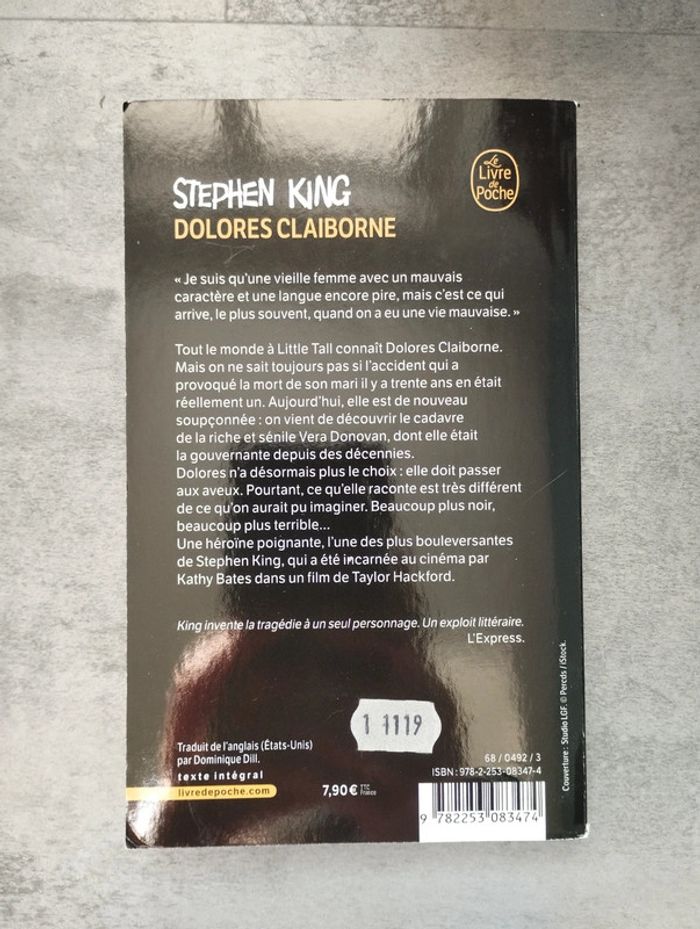 STEPHEN KING
DOLORES CLAIBORNE
Le
Livre
de
Poche
« Je suis qu'une vieille femme avec un mauvais
caractère et une langue encore pire, mais c'est ce qui
arrive, le plus souvent, quand on a eu une vie mauvaise. »
Tout le monde à Little Tall connaît Dolores Claiborne.
Mais on ne sait toujours pas si l'accident qui a
provoqué la mort de son mari il y a trente ans en était
réellement un. Aujourd'hui, elle est de nouveau
soupçonnée : on vient de découvrir le cadavre
de la riche et sénile Vera Donovan, dont elle était
la gouvernante depuis des décennies.
Dolores n'a désormais plus le choix : elle doit passer
aux aveux. Pourtant, ce qu'elle raconte est très différent
de ce qu'on aurait pu imaginer. Beaucoup plus noir,
beaucoup plus terrible...
Une héroïne poignante, l'une des plus bouleversantes
de Stephen King, qui a été incarnée au cinéma par
Kathy Bates dans un film de Taylor Hackford.
King invente la tragédie à un seul personnage. Un exploit littéraire.
L'Express.
1 1119
Traduit de l'anglais (États-Unis)
par Dominique Dill.
texte intégral
livredepoche.com
7,90 € TTC
France
68 / 0492 / 3
ISBN : 978-2-253-08347-4
9 782253 083474
Couverture : Studio LGF. © Percds / iStock.